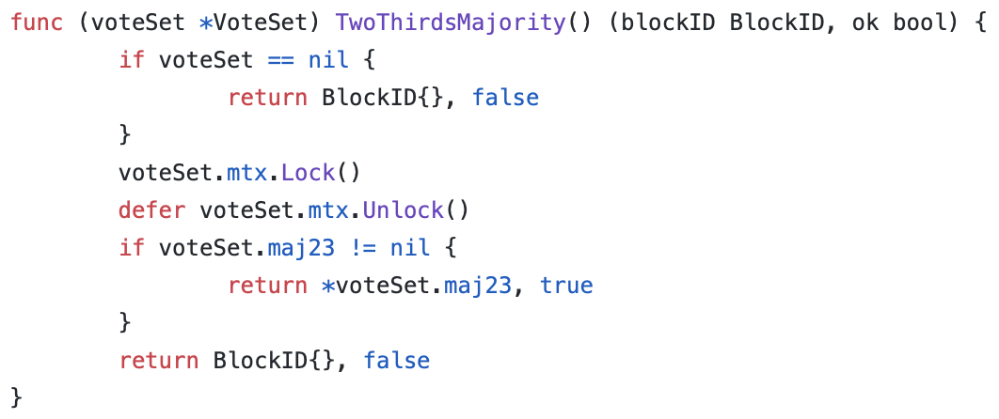 func (voteSet *VoteSet) TwoThirdsMajority() (blockID BlockID, ok bool) {
        if voteSet == nil {
                return BlockID{}, false
        }
        voteSet.mtx.Lock()
        defer voteSet.mtx.Unlock()
        if voteSet.maj23 != nil {
                return *voteSet.maj23, true
        }
        return BlockID{}, false
}